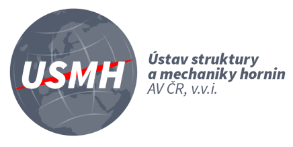 USMH
Ústav struktury
a mechaniky hornin
AV ČR, v.v.i.